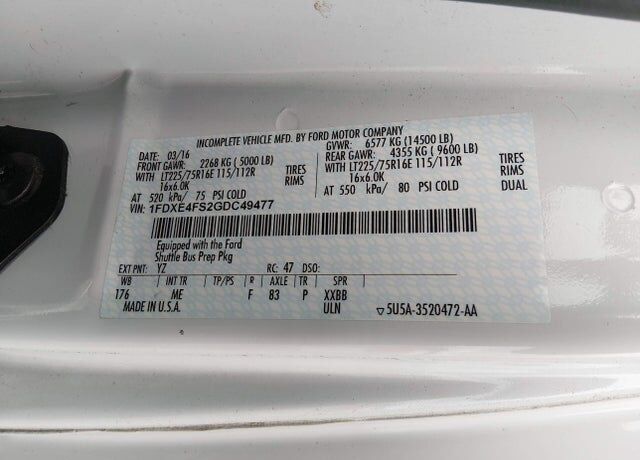 INCOMPLETE VEHICLE MFD. BY FORD MOTOR COMPANY
DATE: 03/16 GVWR: 6577 KG (14500 LB)
FRONT GAWR: 2268 KG ( 5000 LB) REAR GAWR: 4355 KG ( 9600 LB)
WITH LT225/75R16E 115/112R TIRES WITH LT225/75R16E 115/112R TIRES
16x6.0K RIMS 16x6.0K RIMS
AT 520 kPa/ 75 PSI COLD AT 550 kPa/ 80 PSI COLD DUAL
VIN: 1FDXE4FS2GDC49477
Equipped with the Ford
Shuttle Bus Prep Pkg
EXT PNT: YZ RC: 47 DSO:
WB INT TR TP/PS R AXLE TR SPR
176 ME F 83 P XXBB
MADE IN U.S.A. ULN ▽5U5A-3520472-AA